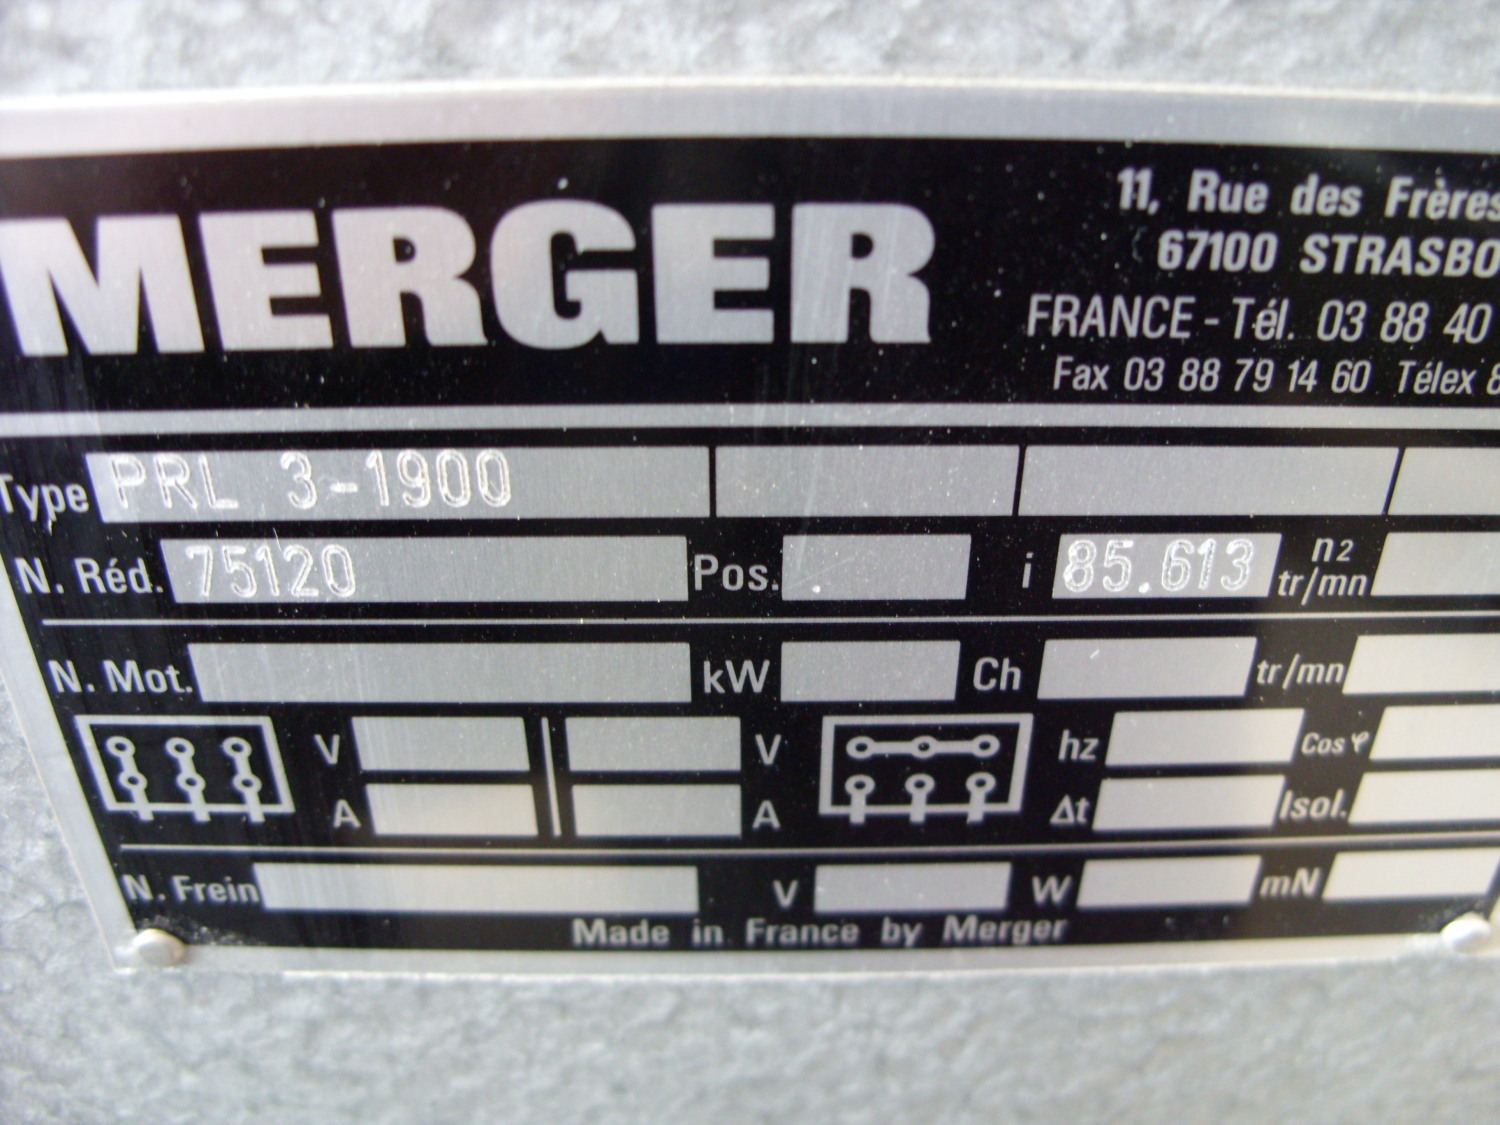 MERGER
11, Rue des Frères
67100 STRASBO
FRANCE - Tél. 03 88 40
Fax 03 88 79 14 60 Télex 8
Type PRL 3-1900
N. Réd. 75120 Pos. i 85.613 n2 tr/mn
N. Mot. kW Ch tr/mn
V V hz Cos φ
A A Δt Isol.
N. Frein V W mN
Made in France by Merger